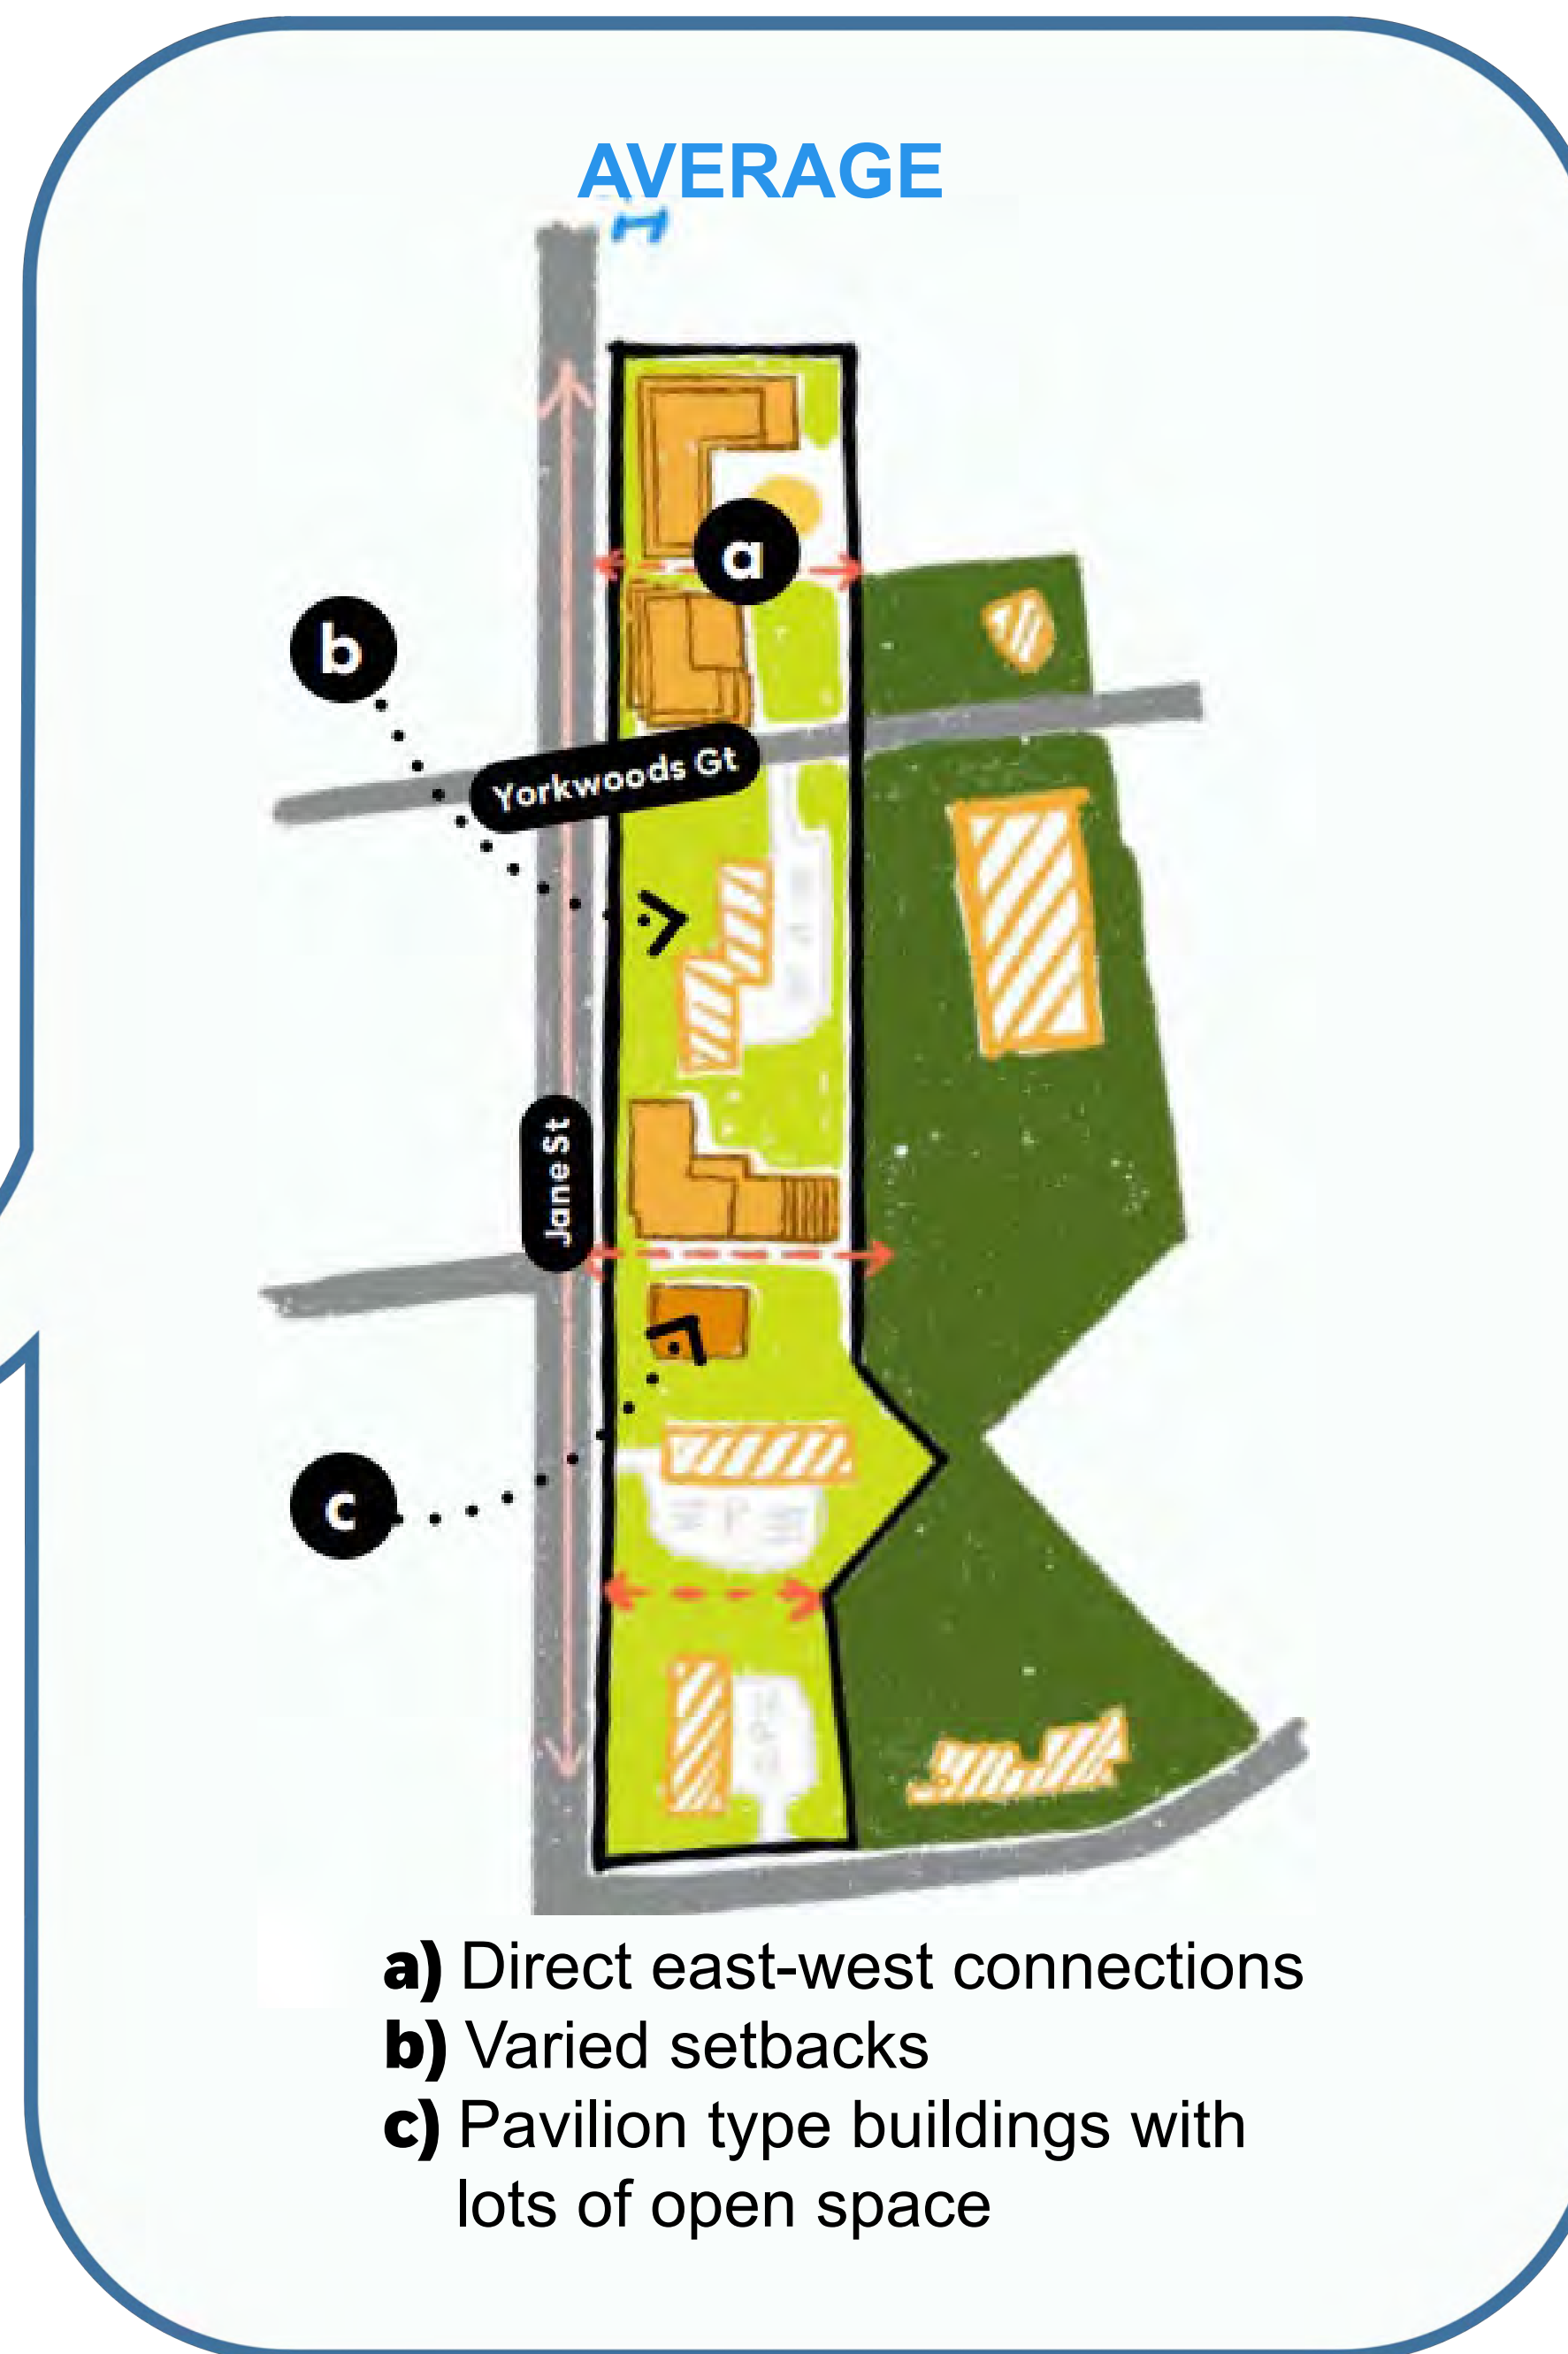 AVERAGE
a
b
Yorkwoods Gt
Jane St
c
a) Direct east-west connections
b) Varied setbacks
c) Pavilion type buildings with
lots of open space